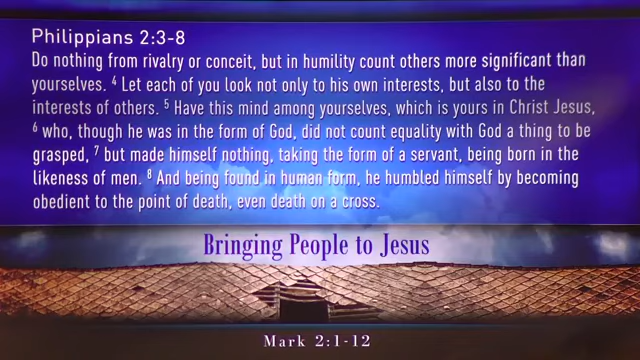 Philippians 2:3-8
Do nothing from rivalry or conceit, but in humility count others more significant than
yourselves. 4 Let each of you look not only to his own interests, but also to the
interests of others. 5 Have this mind among yourselves, which is yours in Christ Jesus,
6 who, though he was in the form of God, did not count equality with God a thing to be
grasped, 7 but made himself nothing, taking the form of a servant, being born in the
likeness of men. 8 And being found in human form, he humbled himself by becoming
obedient to the point of death, even death on a cross.
Bringing People to Jesus
Mark 2:1-12